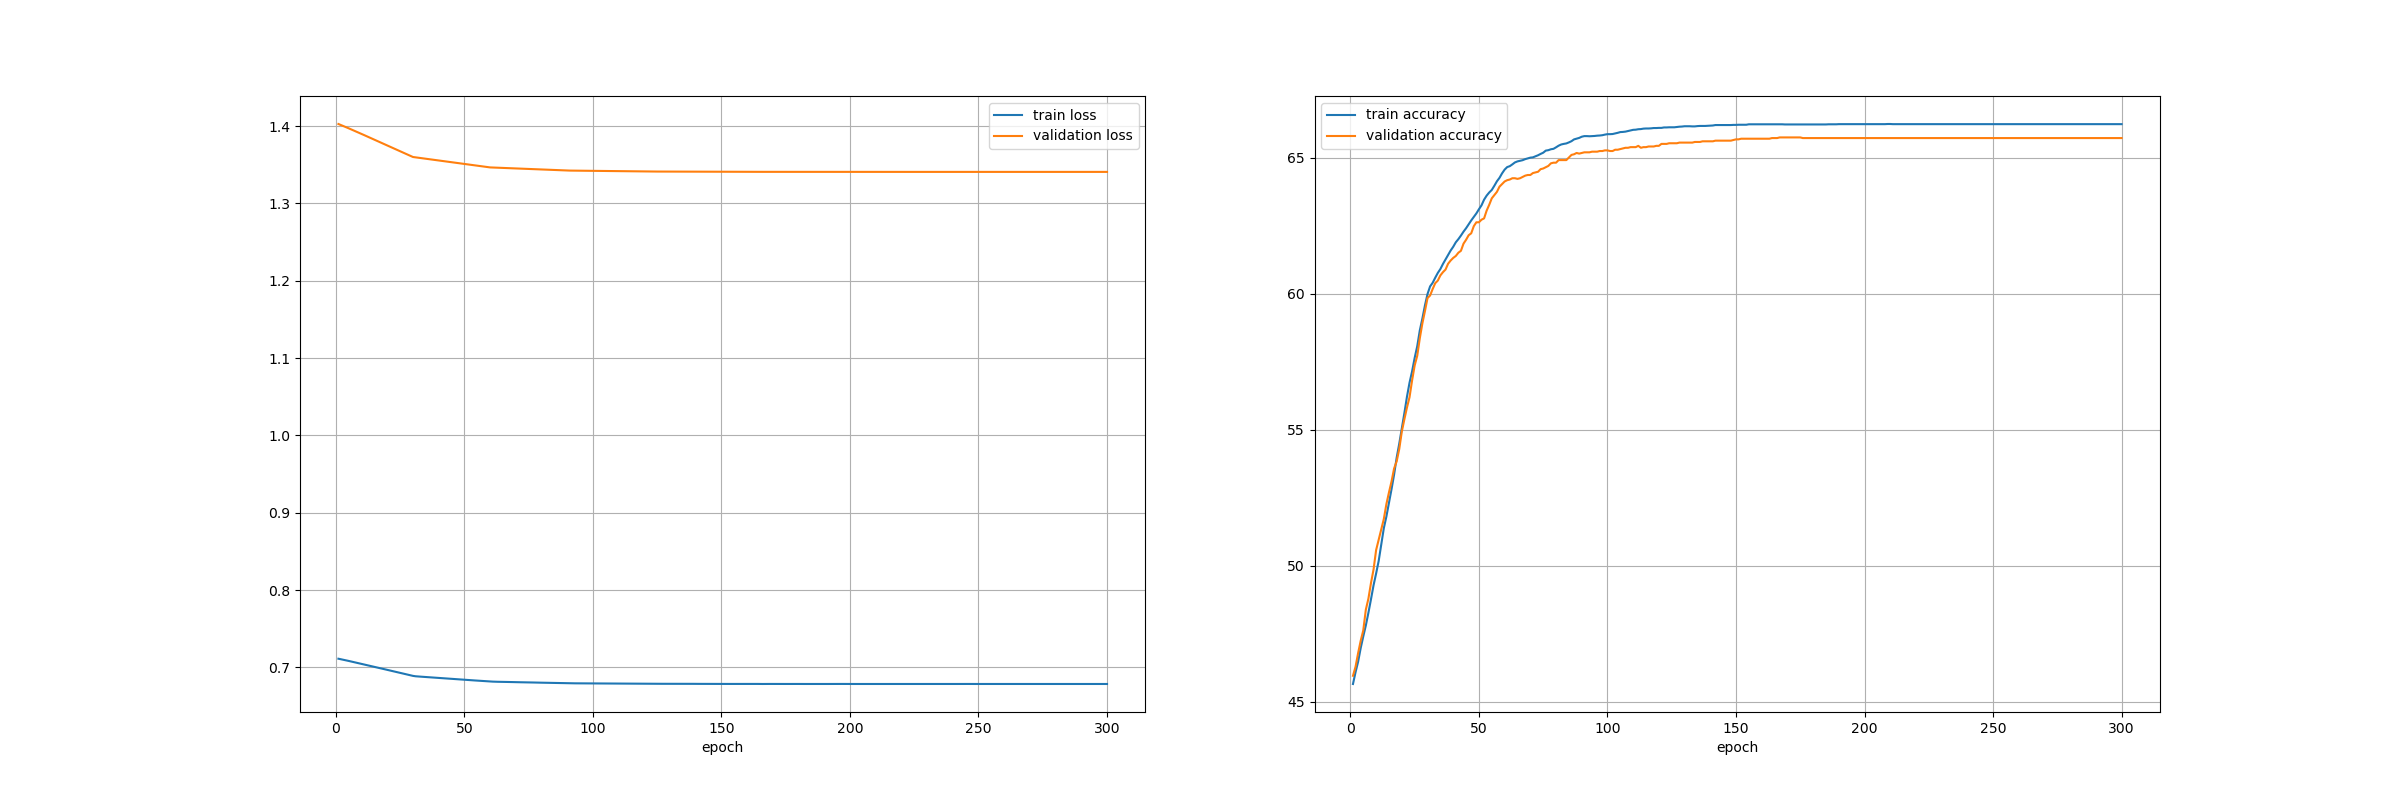 train loss
validation loss
1.4
1.3
1.2
1.1
1.0
0.9
0.8
0.7
0 50 100 150 200 250 300
epoch
train accuracy
validation accuracy
65
60
55
50
45
0 50 100 150 200 250 300
epoch